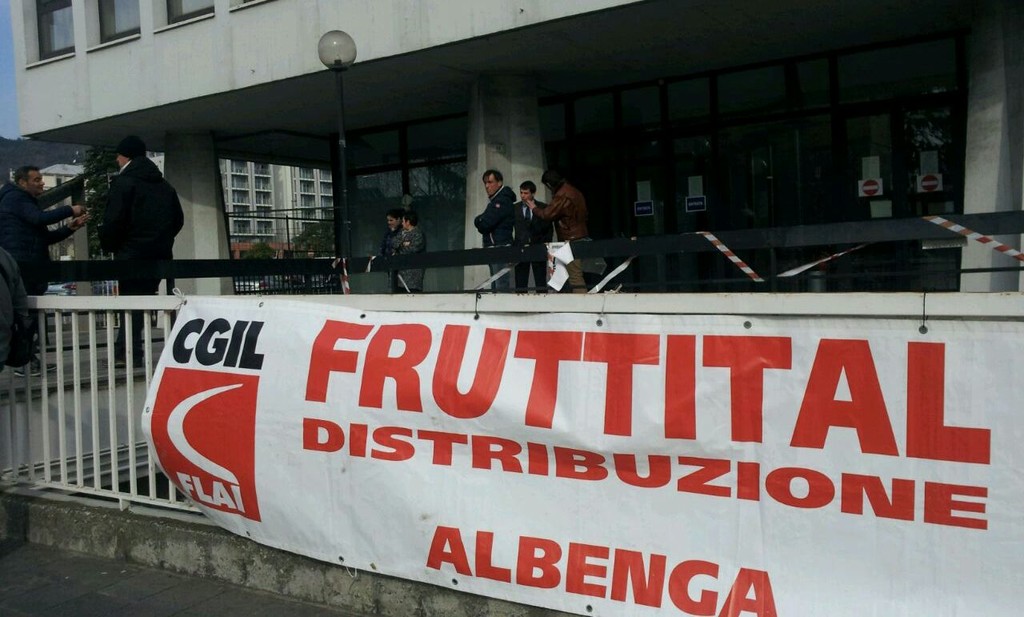 CGIL
FLAI
FRUTTITAL
DISTRIBUZIONE
ALBENGA